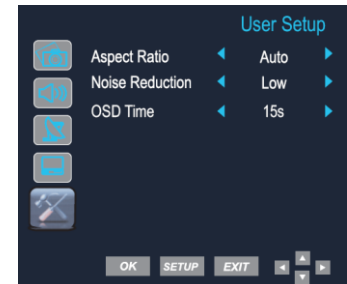 User Setup
Aspect Ratio Auto
Noise Reduction Low
OSD Time 15s
OK SETUP EXIT